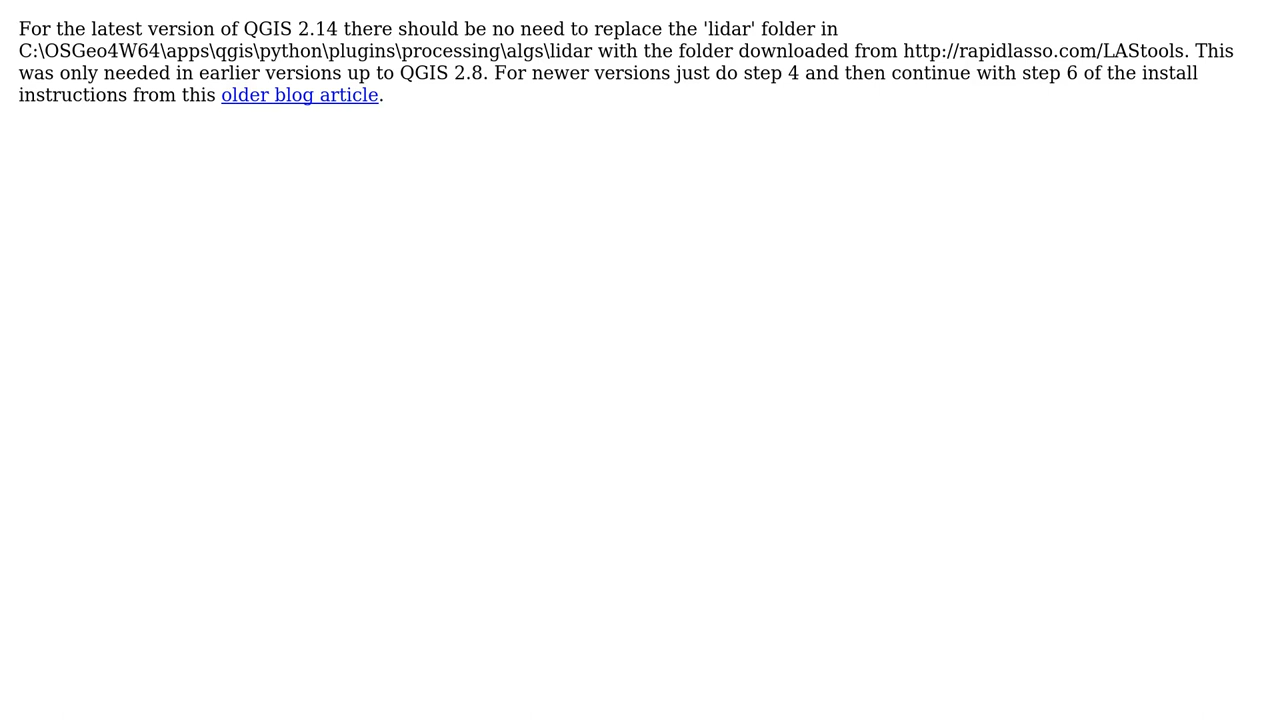 For the latest version of QGIS 2.14 there should be no need to replace the 'lidar' folder in
C:\OSGeo4W64\apps\qgis\python\plugins\processing\algs\lidar with the folder downloaded from http://rapidlasso.com/LAStools. This
was only needed in earlier versions up to QGIS 2.8. For newer versions just do step 4 and then continue with step 6 of the install
instructions from this older blog article.